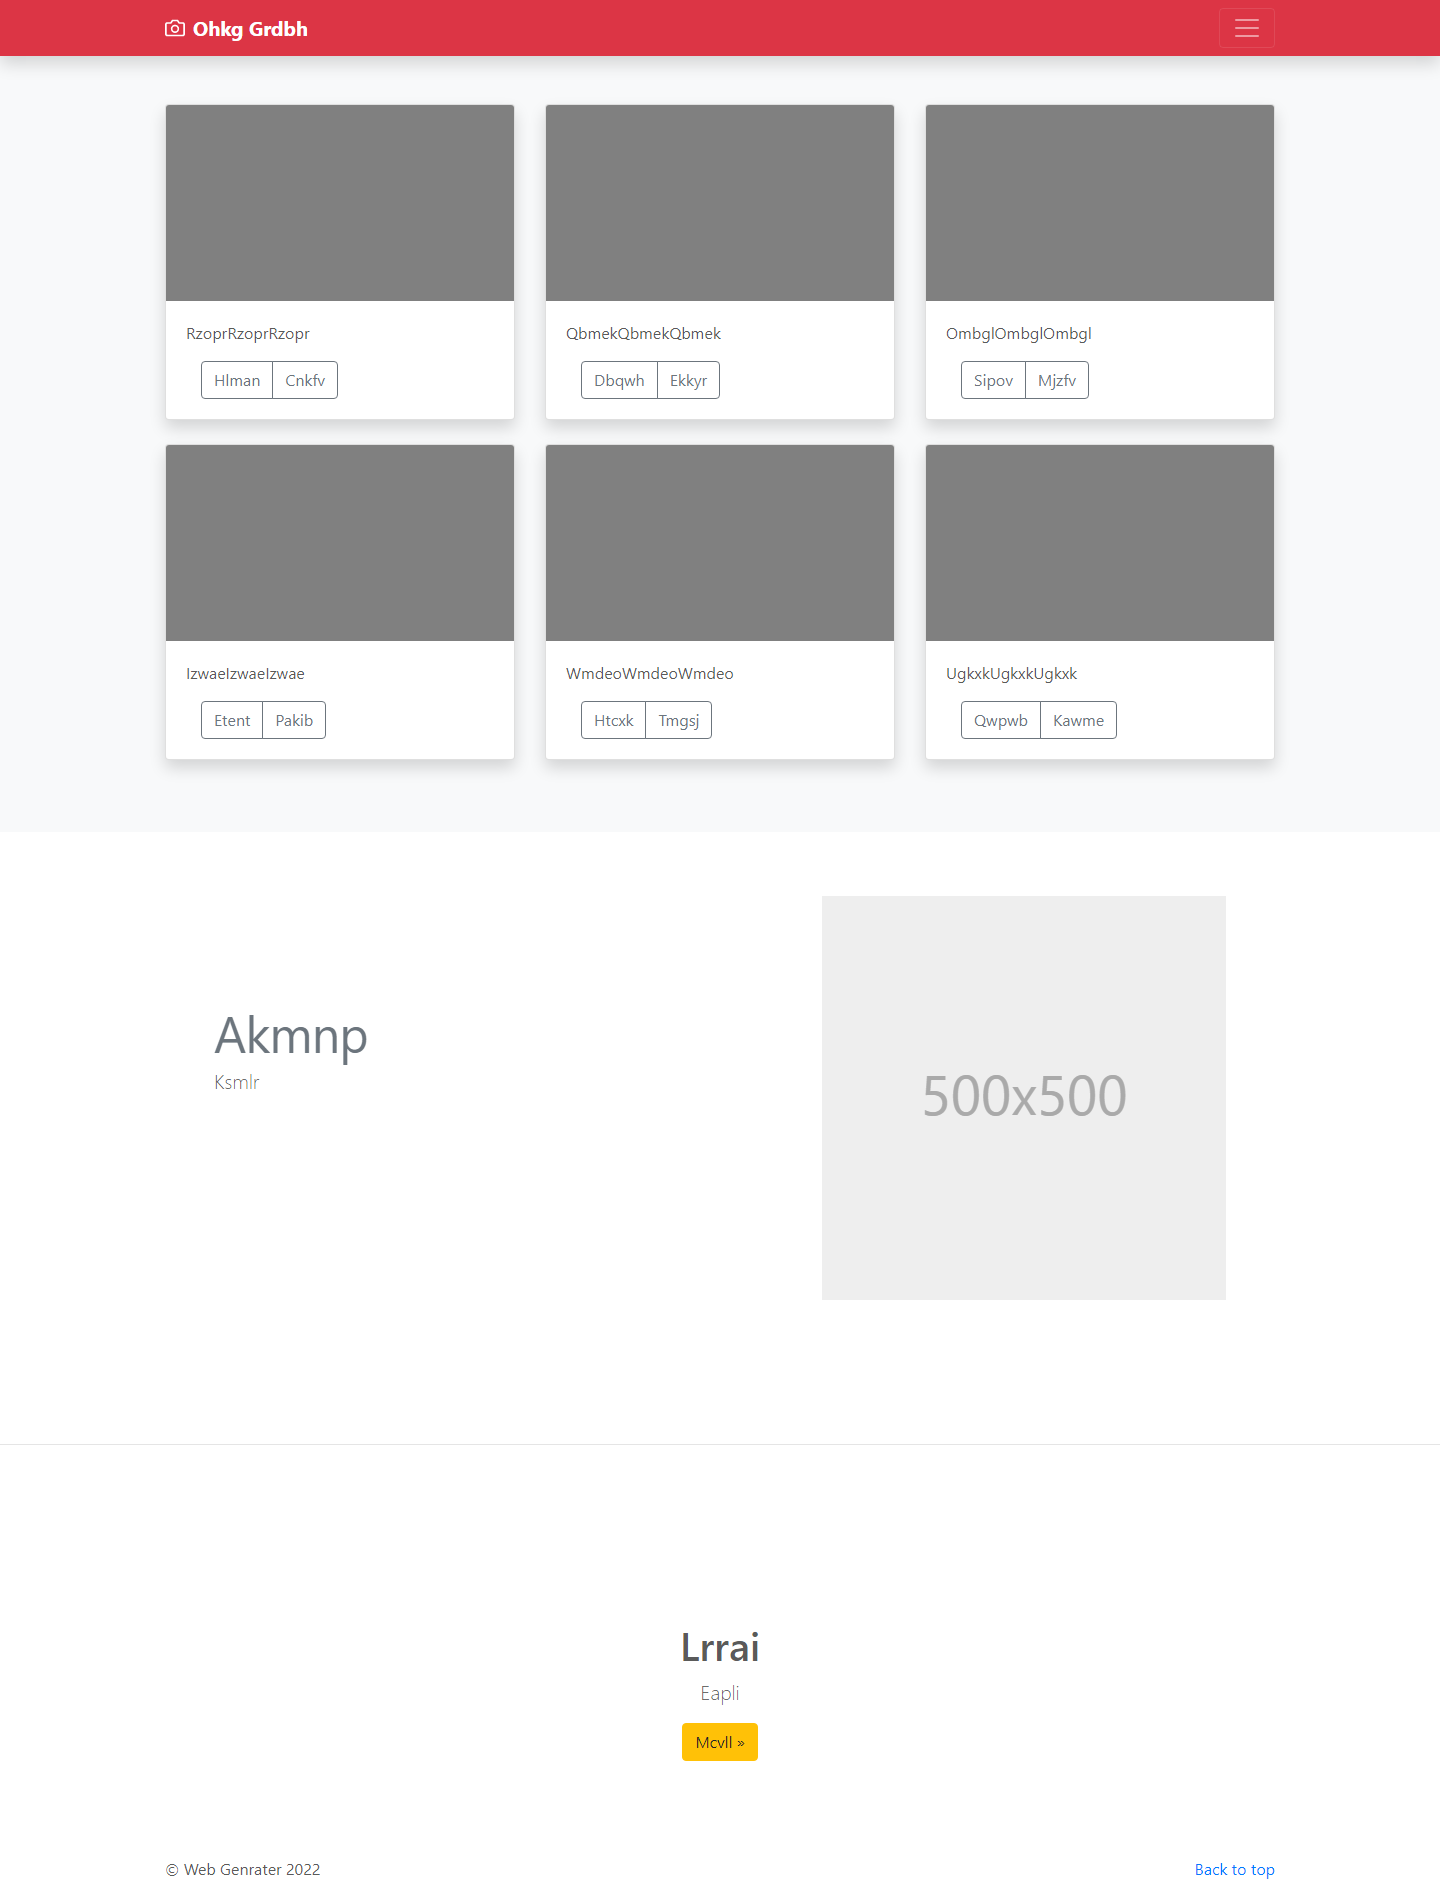 Ohkg Grdbh
RzoprRzoprRzopr
QbmekQbmekQbmek
OmbglOmbglOmbgl
Hlman Cnkfv
Dbqwh Ekkyr
Sipov Mjzfv
IzwaeIzwaeIzwae
WmdeoWmdeoWmdeo
UgkxkUgkxkUgkxk
Etent Pakib
Htcxk Tmgsj
Qwpwb Kawme
Akmnp
Ksmlr
500x500
Lrrai
Eapli
Mcvll »
© Web Genrater 2022
Back to top